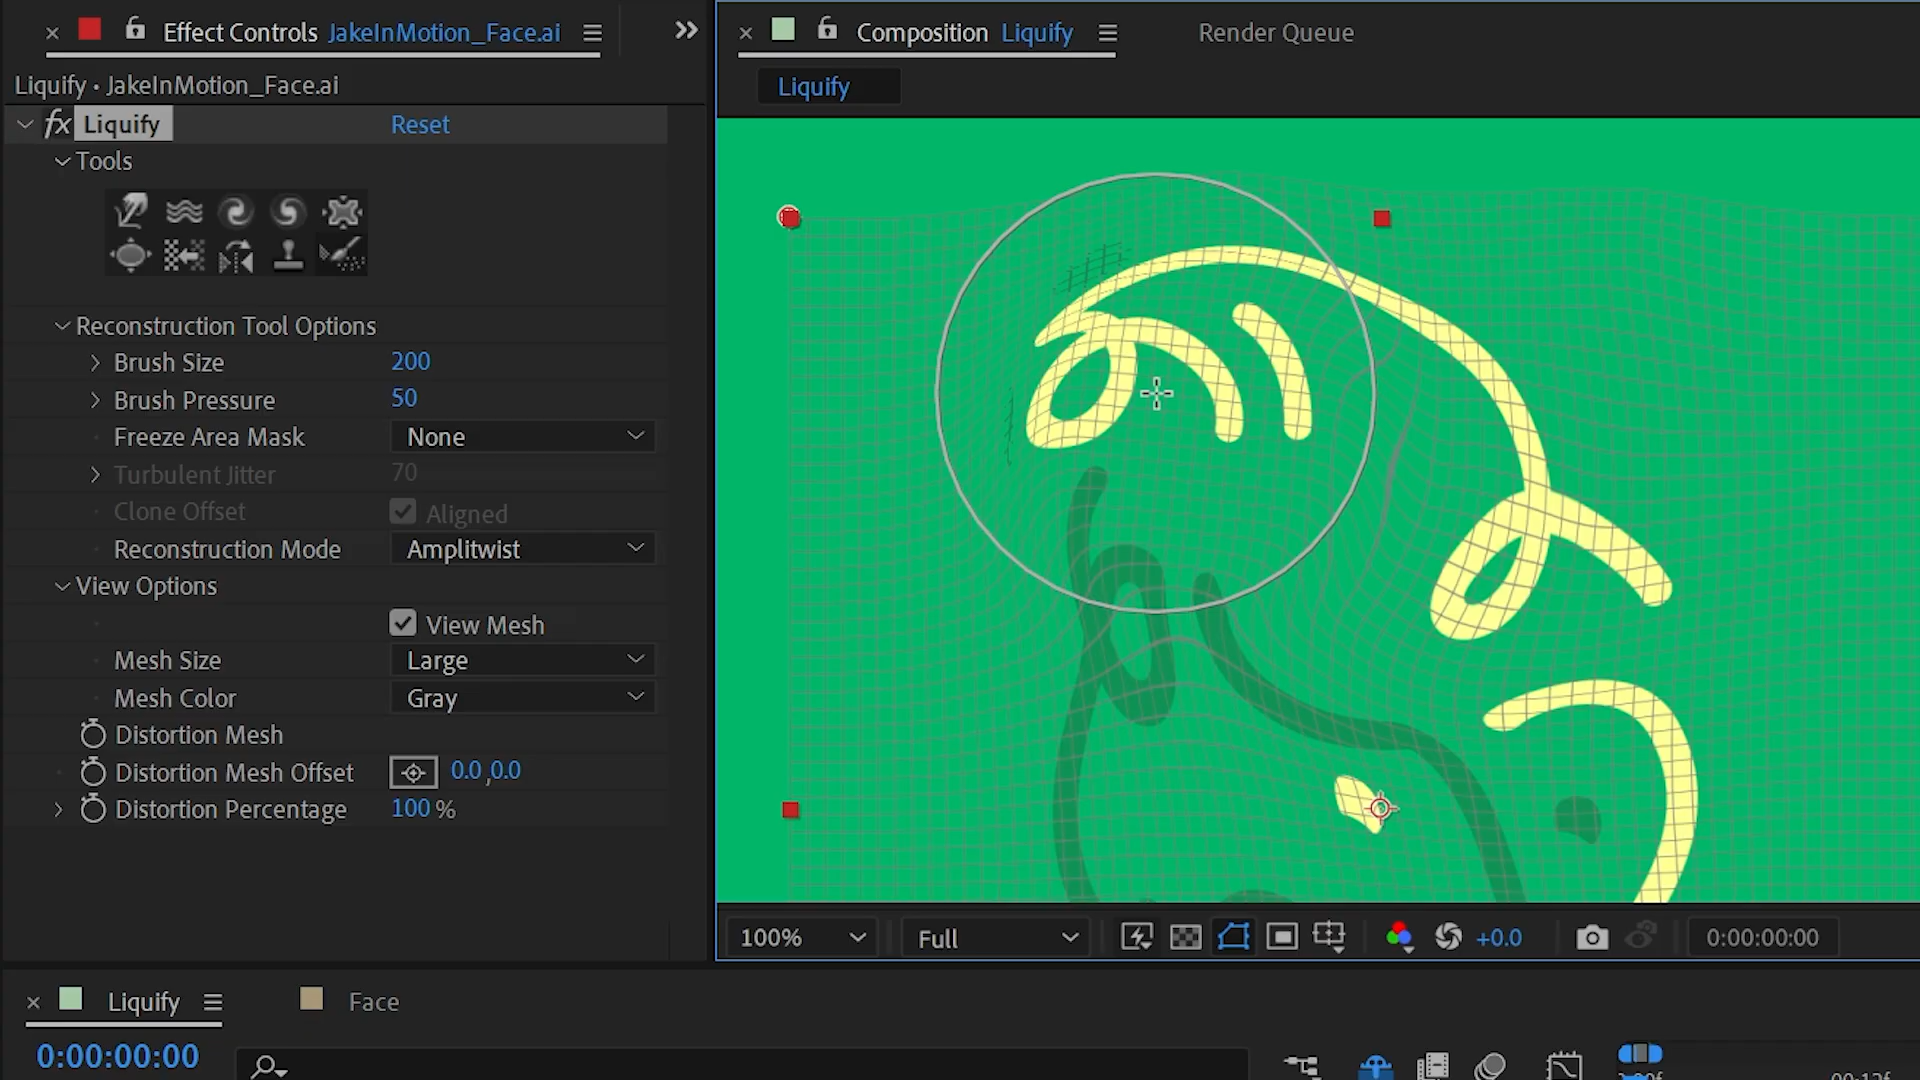 Effect Controls JakeInMotion_Face.ai
Composition Liquify
Render Queue
Liquify • JakeInMotion_Face.ai
Liquify
fx Liquify Reset
Tools
Reconstruction Tool Options
Brush Size 200
Brush Pressure 50
Freeze Area Mask None
Turbulent Jitter 70
Clone Offset Aligned
Reconstruction Mode Amplitwist
View Options
View Mesh
Mesh Size Large
Mesh Color Gray
Distortion Mesh
Distortion Mesh Offset 0.0,0.0
Distortion Percentage 100 %
100% Full +0.0 0:00:00:00
Liquify Face
0:00:00:00